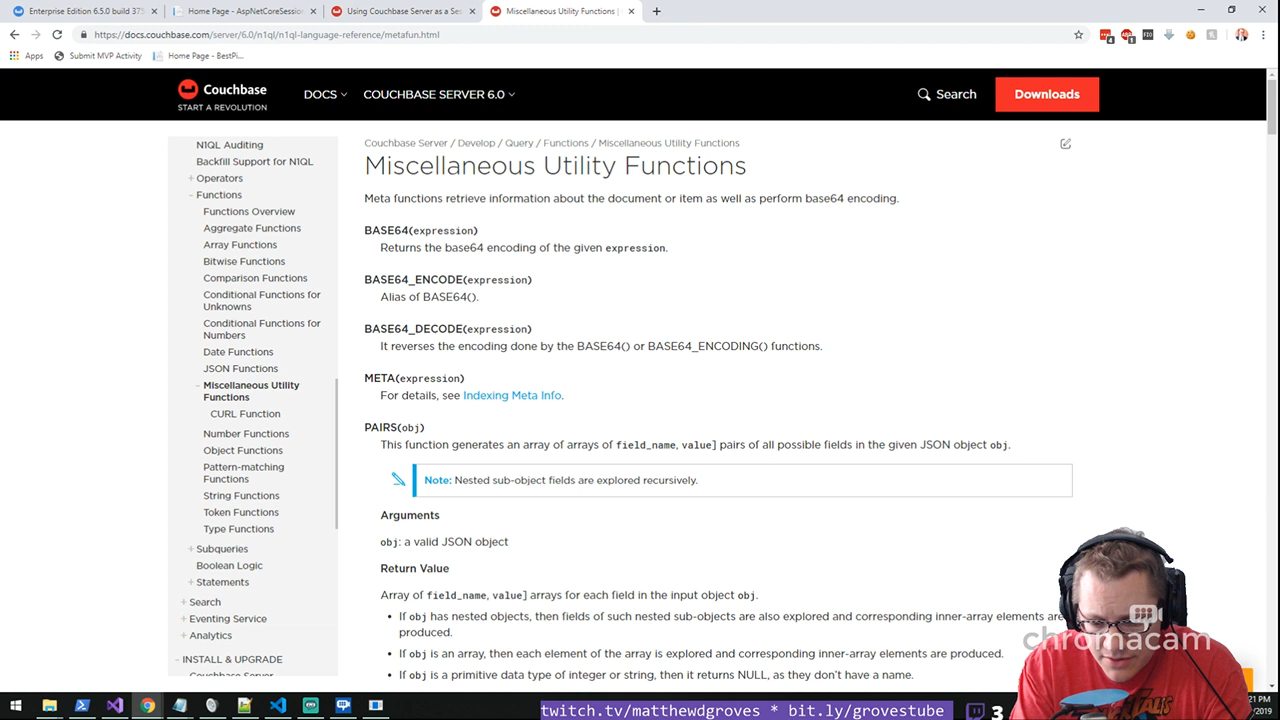 Enterprise Edition 6.5.0 build 375
Home Page - AspNetCoreSession
Using Couchbase Server as a Ses
Miscellaneous Utility Functions |
https://docs.couchbase.com/server/6.0/n1ql/n1ql-language-reference/metafun.html
Apps
Submit MVP Activity
Home Page - BestPi...
Couchbase
START A REVOLUTION
DOCS
COUCHBASE SERVER 6.0
Search
Downloads
N1QL Auditing
Backfill Support for N1QL
Operators
Functions
Functions Overview
Aggregate Functions
Array Functions
Bitwise Functions
Comparison Functions
Conditional Functions for
Unknowns
Conditional Functions for
Numbers
Date Functions
JSON Functions
Miscellaneous Utility
Functions
CURL Function
Number Functions
Object Functions
Pattern-matching
Functions
String Functions
Token Functions
Type Functions
Subqueries
Boolean Logic
Statements
Search
Eventing Service
Analytics
INSTALL & UPGRADE
Couchbase Server
Couchbase Server / Develop / Query / Functions / Miscellaneous Utility Functions
Miscellaneous Utility Functions
Meta functions retrieve information about the document or item as well as perform base64 encoding.
BASE64(expression)
Returns the base64 encoding of the given expression.
BASE64_ENCODE(expression)
Alias of BASE64().
BASE64_DECODE(expression)
It reverses the encoding done by the BASE64() or BASE64_ENCODING() functions.
META(expression)
For details, see Indexing Meta Info.
PAIRS(obj)
This function generates an array of arrays of field_name, value] pairs of all possible fields in the given JSON object obj.
Note: Nested sub-object fields are explored recursively.
Arguments
obj: a valid JSON object
Return Value
Array of field_name, value] arrays for each field in the input object obj.
• If obj has nested objects, then fields of such nested sub-objects are also explored and corresponding inner-array elements are
produced.
• If obj is an array, then each element of the array is explored and corresponding inner-array elements are produced.
• If obj is a primitive data type of integer or string, then it returns NULL, as they don't have a name.
chromacam
twitch.tv/matthewdgroves * bit.ly/grovestube
3
21 PM
/2019